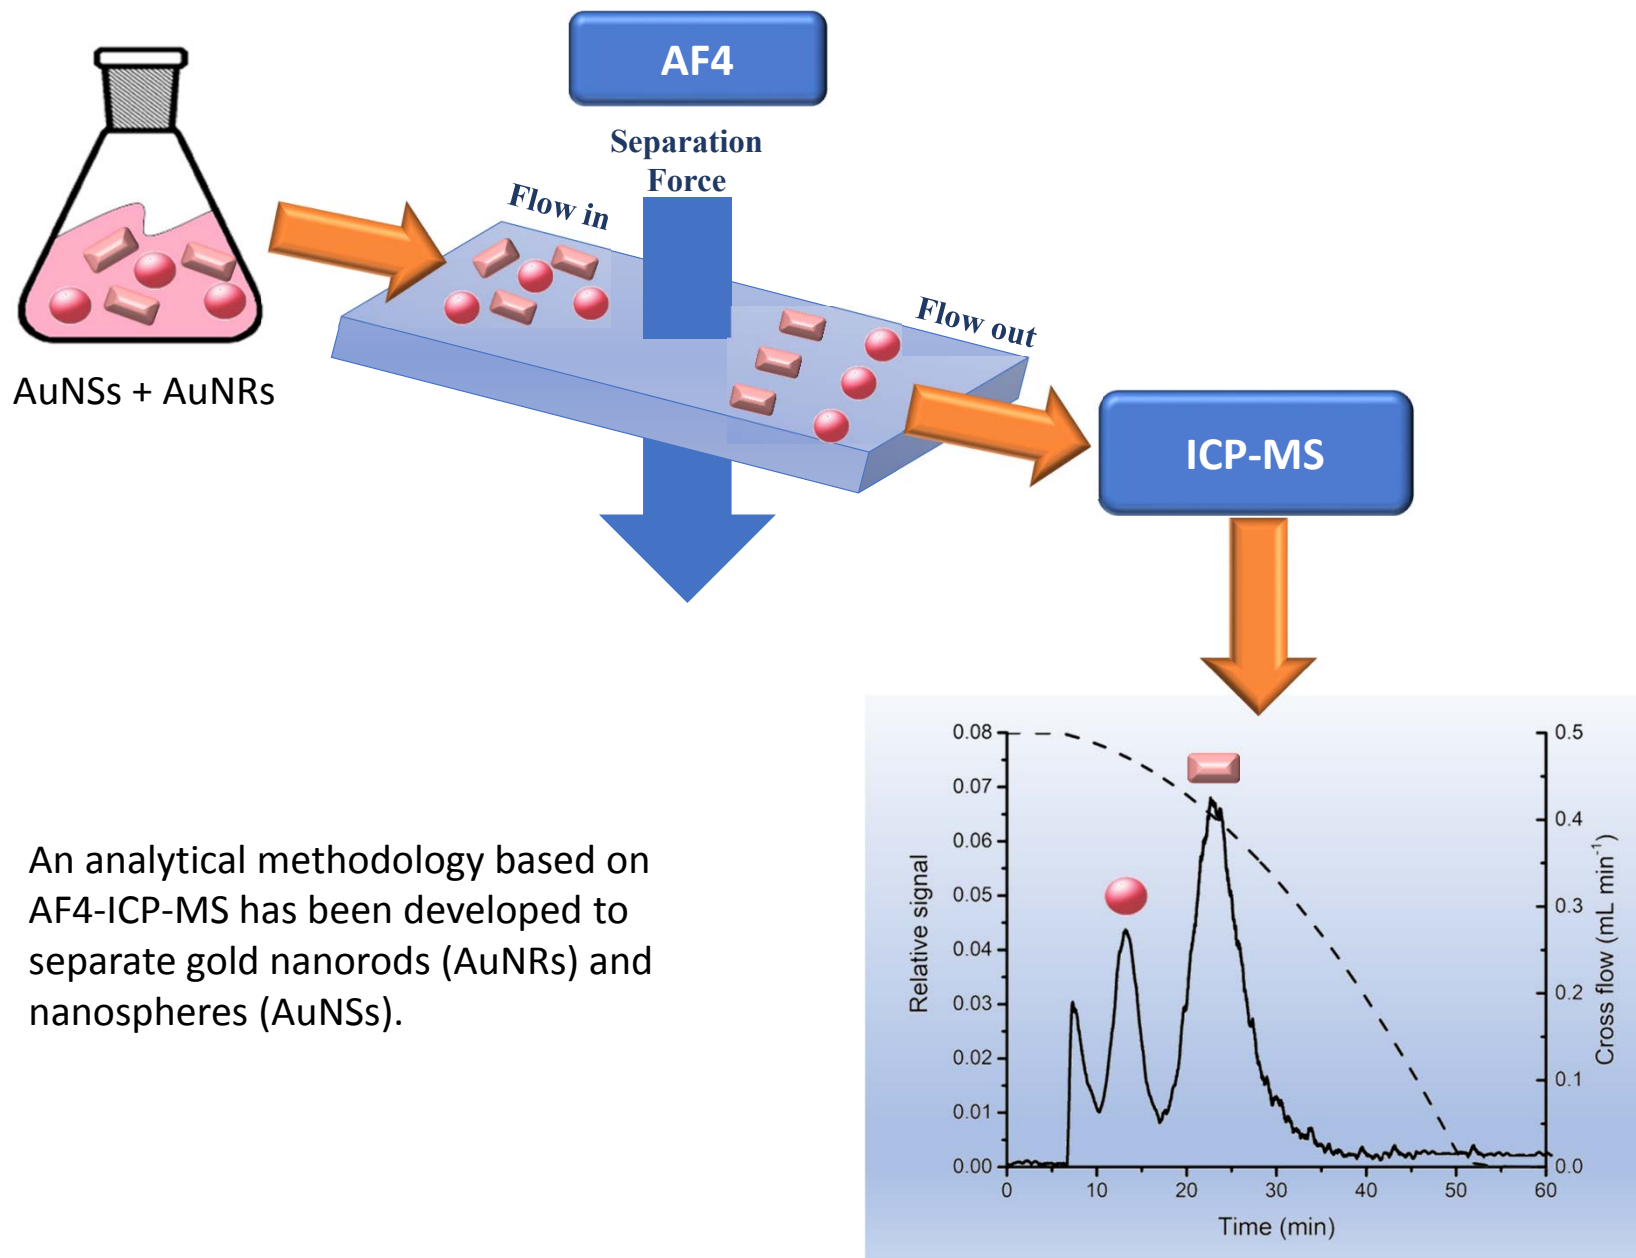 AF4
Separation
Force
Flow in
Flow out
AuNSs + AuNRs
ICP-MS
An analytical methodology based on
AF4-ICP-MS has been developed to
separate gold nanorods (AuNRs) and
nanospheres (AuNSs).
0.08
0.07
0.06
0.05
0.04
0.03
0.02
0.01
0.00
Relative signal
0.5
0.4
0.3
0.2
0.1
0.0
Cross flow (mL min⁻¹)
0 10 20 30 40 50 60
Time (min)